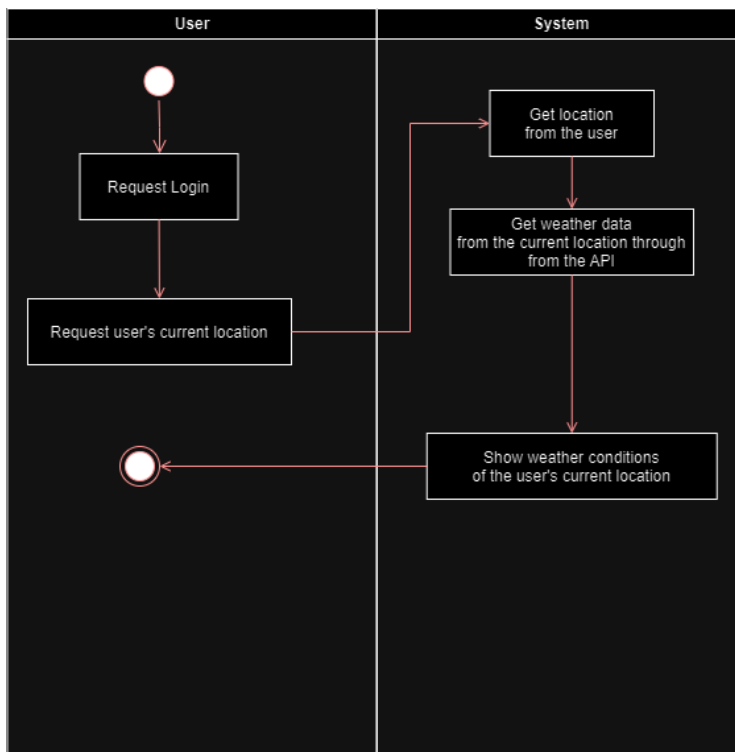 User
System
Get location
from the user
Request Login
Get weather data
from the current location through
from the API
Request user's current location
Show weather conditions
of the user's current location